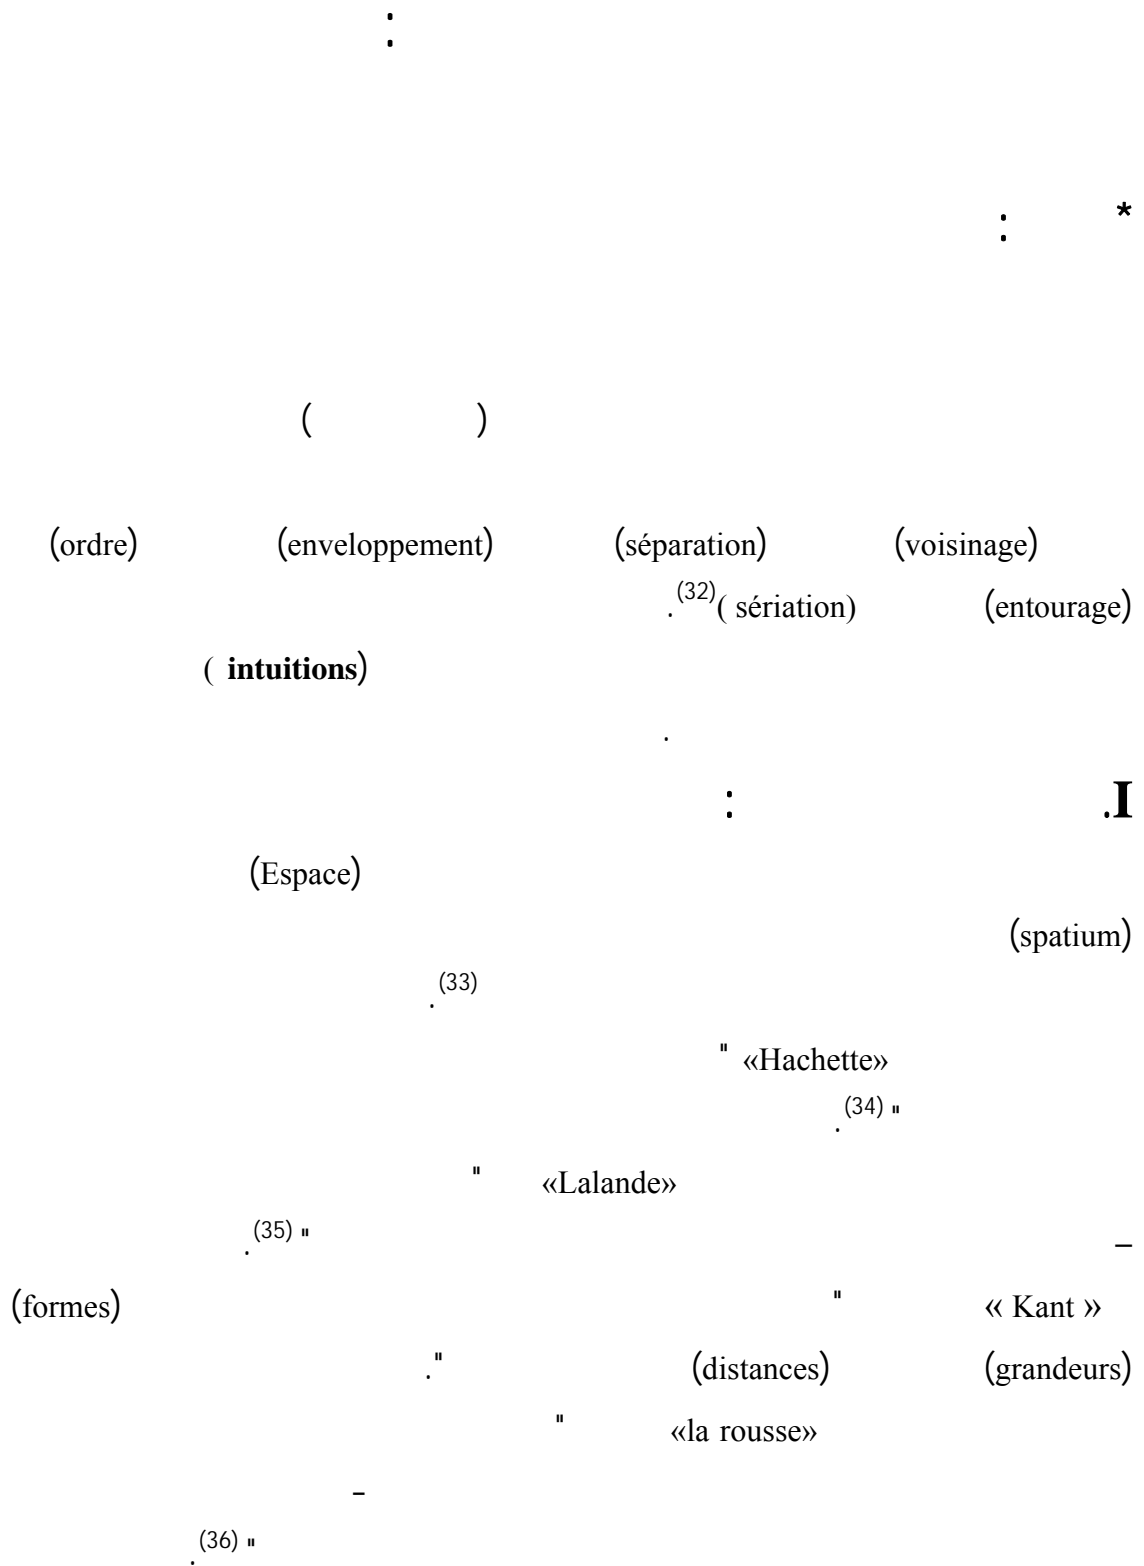 :
* :
( )
(voisinage) (séparation) (enveloppement) (ordre)
(entourage) (sériation )(32).
(intuitions )
.
I. :
(Espace)
(spatium)
(33).
«Hachette» "
" (34).
«Lalande» "
– " (35).
« Kant » " (formes)
(grandeurs) (distances) ".
«la rousse» "
–
" (36).